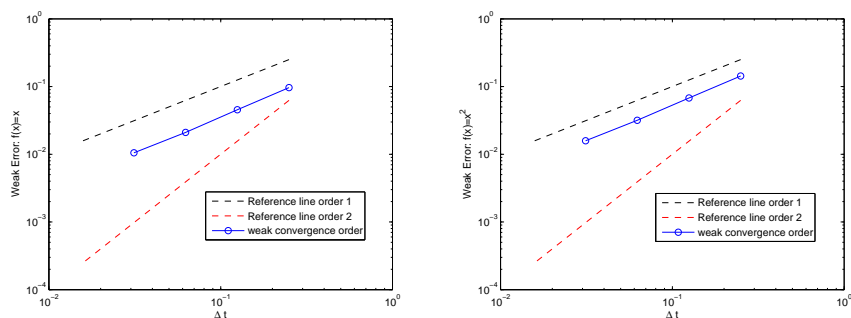 10^0
10^-1
10^-2
10^-3
10^-4
Weak Error: f(x)=x
Reference line order 1
Reference line order 2
weak convergence order
10^-2
10^-1
10^0
Δ t
10^0
10^-1
10^-2
10^-3
10^-4
Weak Error: f(x)=x^2
Reference line order 1
Reference line order 2
weak convergence order
10^-2
10^-1
10^0
Δ t